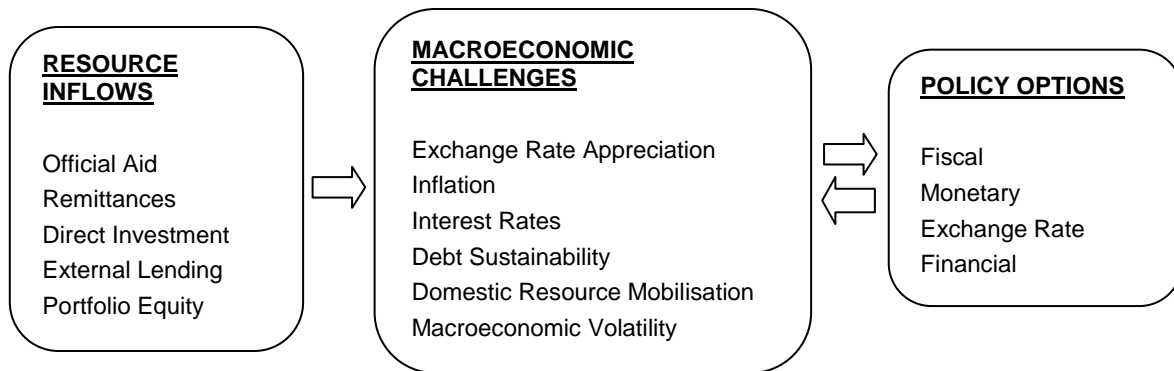 RESOURCE
INFLOWS
Official Aid
Remittances
Direct Investment
External Lending
Portfolio Equity
MACROECONOMIC
CHALLENGES
Exchange Rate Appreciation
Inflation
Interest Rates
Debt Sustainability
Domestic Resource Mobilisation
Macroeconomic Volatility
POLICY OPTIONS
Fiscal
Monetary
Exchange Rate
Financial